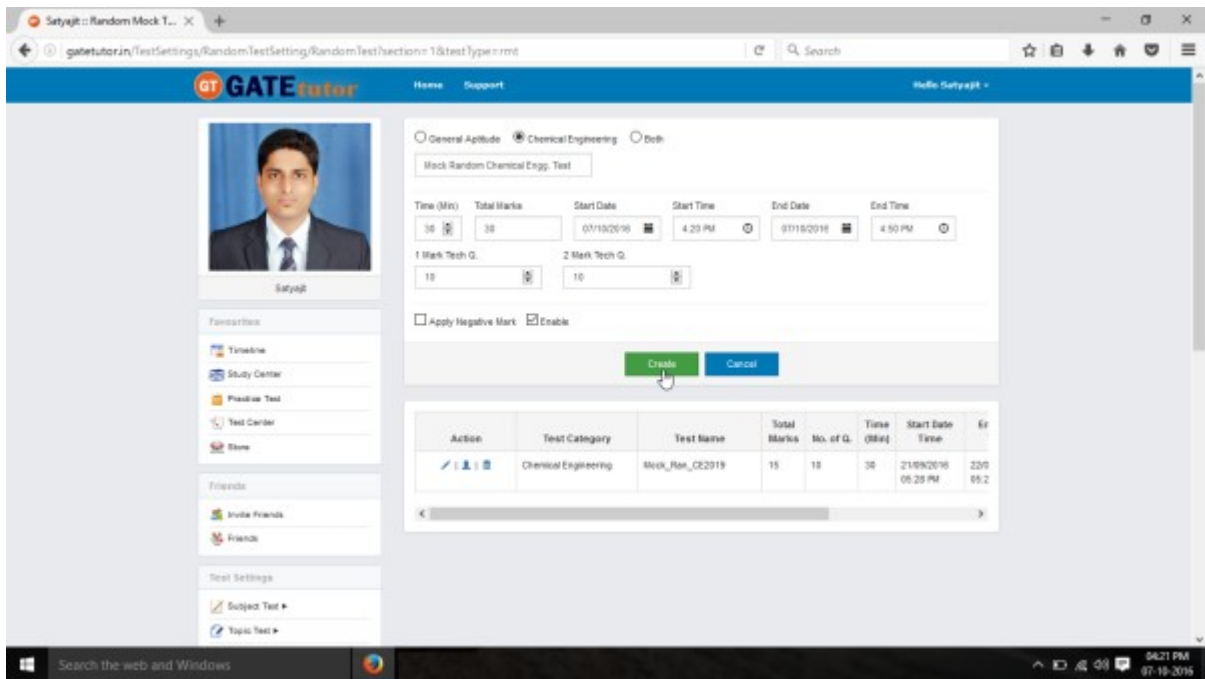 Satyajit :: Random Mock T...
gatetutor.in/TestSettings/RandomTestSetting/RandomTest?section=1&testType=rmt
Search
GT GATEtutor
Home Support
Hello Satyajit
Satyajit
Favourites
Timeline
Study Center
Practice Test
Test Center
Store
Friends
Invite Friends
Friends
Test Settings
Subject Test
Topic Test
General Aptitude Chemical Engineering Both
Mock Random Chemical Engg. Test
Time (Min) Total Marks Start Date Start Time End Date End Time
30 30 07/10/2016 4:20 PM 07/10/2016 4:50 PM
1 Mark Tech Q. 2 Mark Tech Q.
10 10
Apply Negative Mark Enable
Create Cancel
Action Test Category Test Name Total Marks No. of Q. Time (Min) Start Date Time
Chemical Engineering Mock_Ran_CE2019 15 10 30 21/09/2016 05:28 PM
Search the web and Windows
04:21 PM
07-10-2016